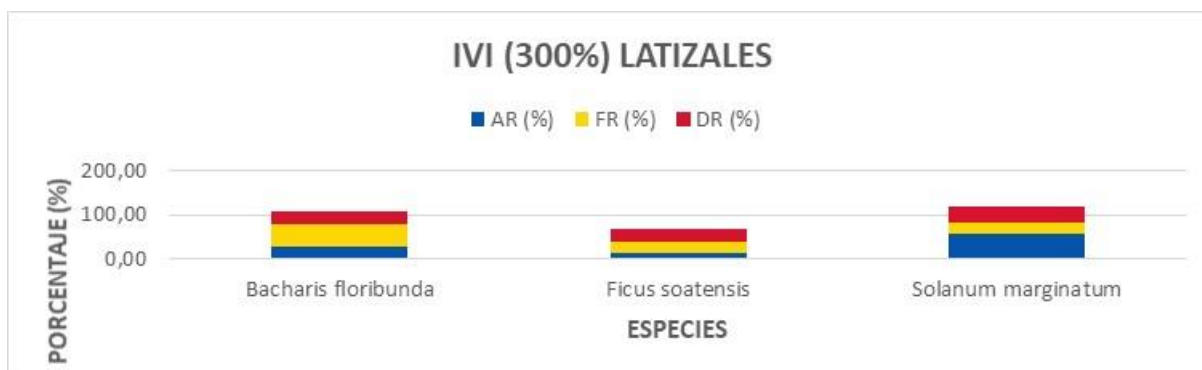 IVI (300%) LATIZALES
AR (%) FR (%) DR (%)
PORCENTAJE (%)
200,00
100,00
0,00
Bacharis floribunda Ficus soatensis Solanum marginatum
ESPECIES